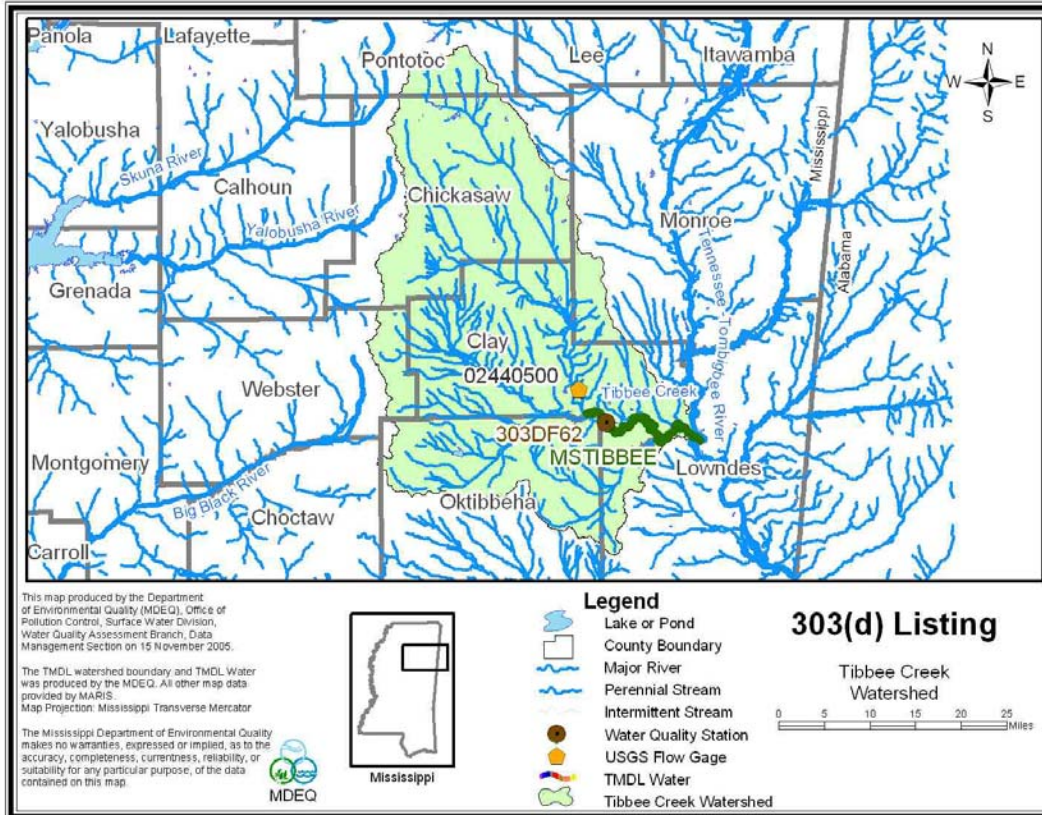 Panola
Lafayette
Pontotoc
Lee
Itawamba
N
W
E
S
Yalobusha
Skuna River
Calhoun
Chickasaw
Yalobusha River
Monroe
Mississippi
Alabama
Tennessee -Tombigbee River
Grenada
Clay
02440500
Tibbee Creek
Webster
303DF62
MSTIBBEE
Lowndes
Montgomery
Big Black River
Oktibbeha
Choctaw
Carroll
This map produced by the Department
of Environmental Quality (MDEQ), Office of
Pollution Control, Surface Water Division,
Water Quality Assessment Branch, Data
Management Section on 15 November 2005.
The TMDL watershed boundary and TMDL Water
was produced by the MDEQ. All other map data
provided by MARIS.
Map Projection: Mississippi Transverse Mercator
The Mississippi Department of Environmental Quality
makes no warranties, expressed or implied, as to the
accuracy, completeness, currentness, reliability, or
suitability for any particular purpose, of the data
contained on this map.
MDEQ
Mississippi
Legend
Lake or Pond
County Boundary
Major River
Perennial Stream
Intermittent Stream
Water Quality Station
USGS Flow Gage
TMDL Water
Tibbee Creek Watershed
303(d) Listing
Tibbee Creek
Watershed
0 5 10 15 20 25
Miles